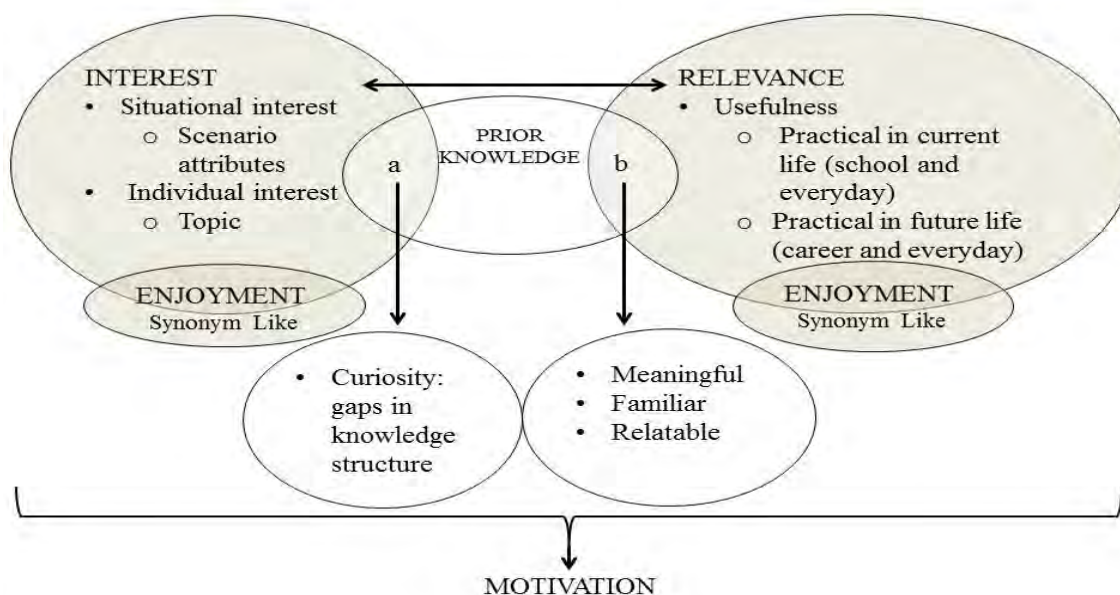 INTEREST
• Situational interest
o Scenario
attributes
• Individual interest
o Topic
ENJOYMENT
Synonym Like
PRIOR
KNOWLEDGE
a
b
RELEVANCE
• Usefulness
o Practical in current
life (school and
everyday)
o Practical in future life
(career and everyday)
ENJOYMENT
Synonym Like
• Curiosity:
gaps in
knowledge
structure
• Meaningful
• Familiar
• Relatable
MOTIVATION